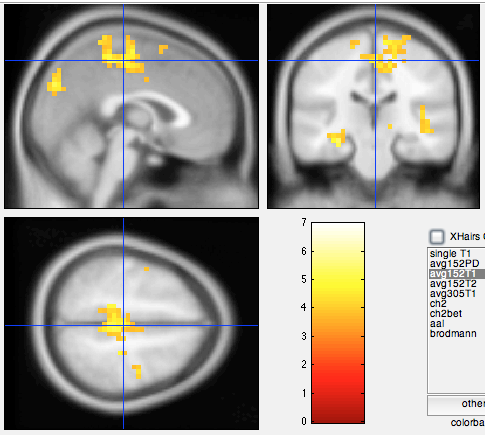 7
6
5
4
3
2
1
0
XHairs
single T1
avg152PD
avg152T1
avg152T2
avg305T1
ch2
ch2bet
aal
brodmann
other
colorba